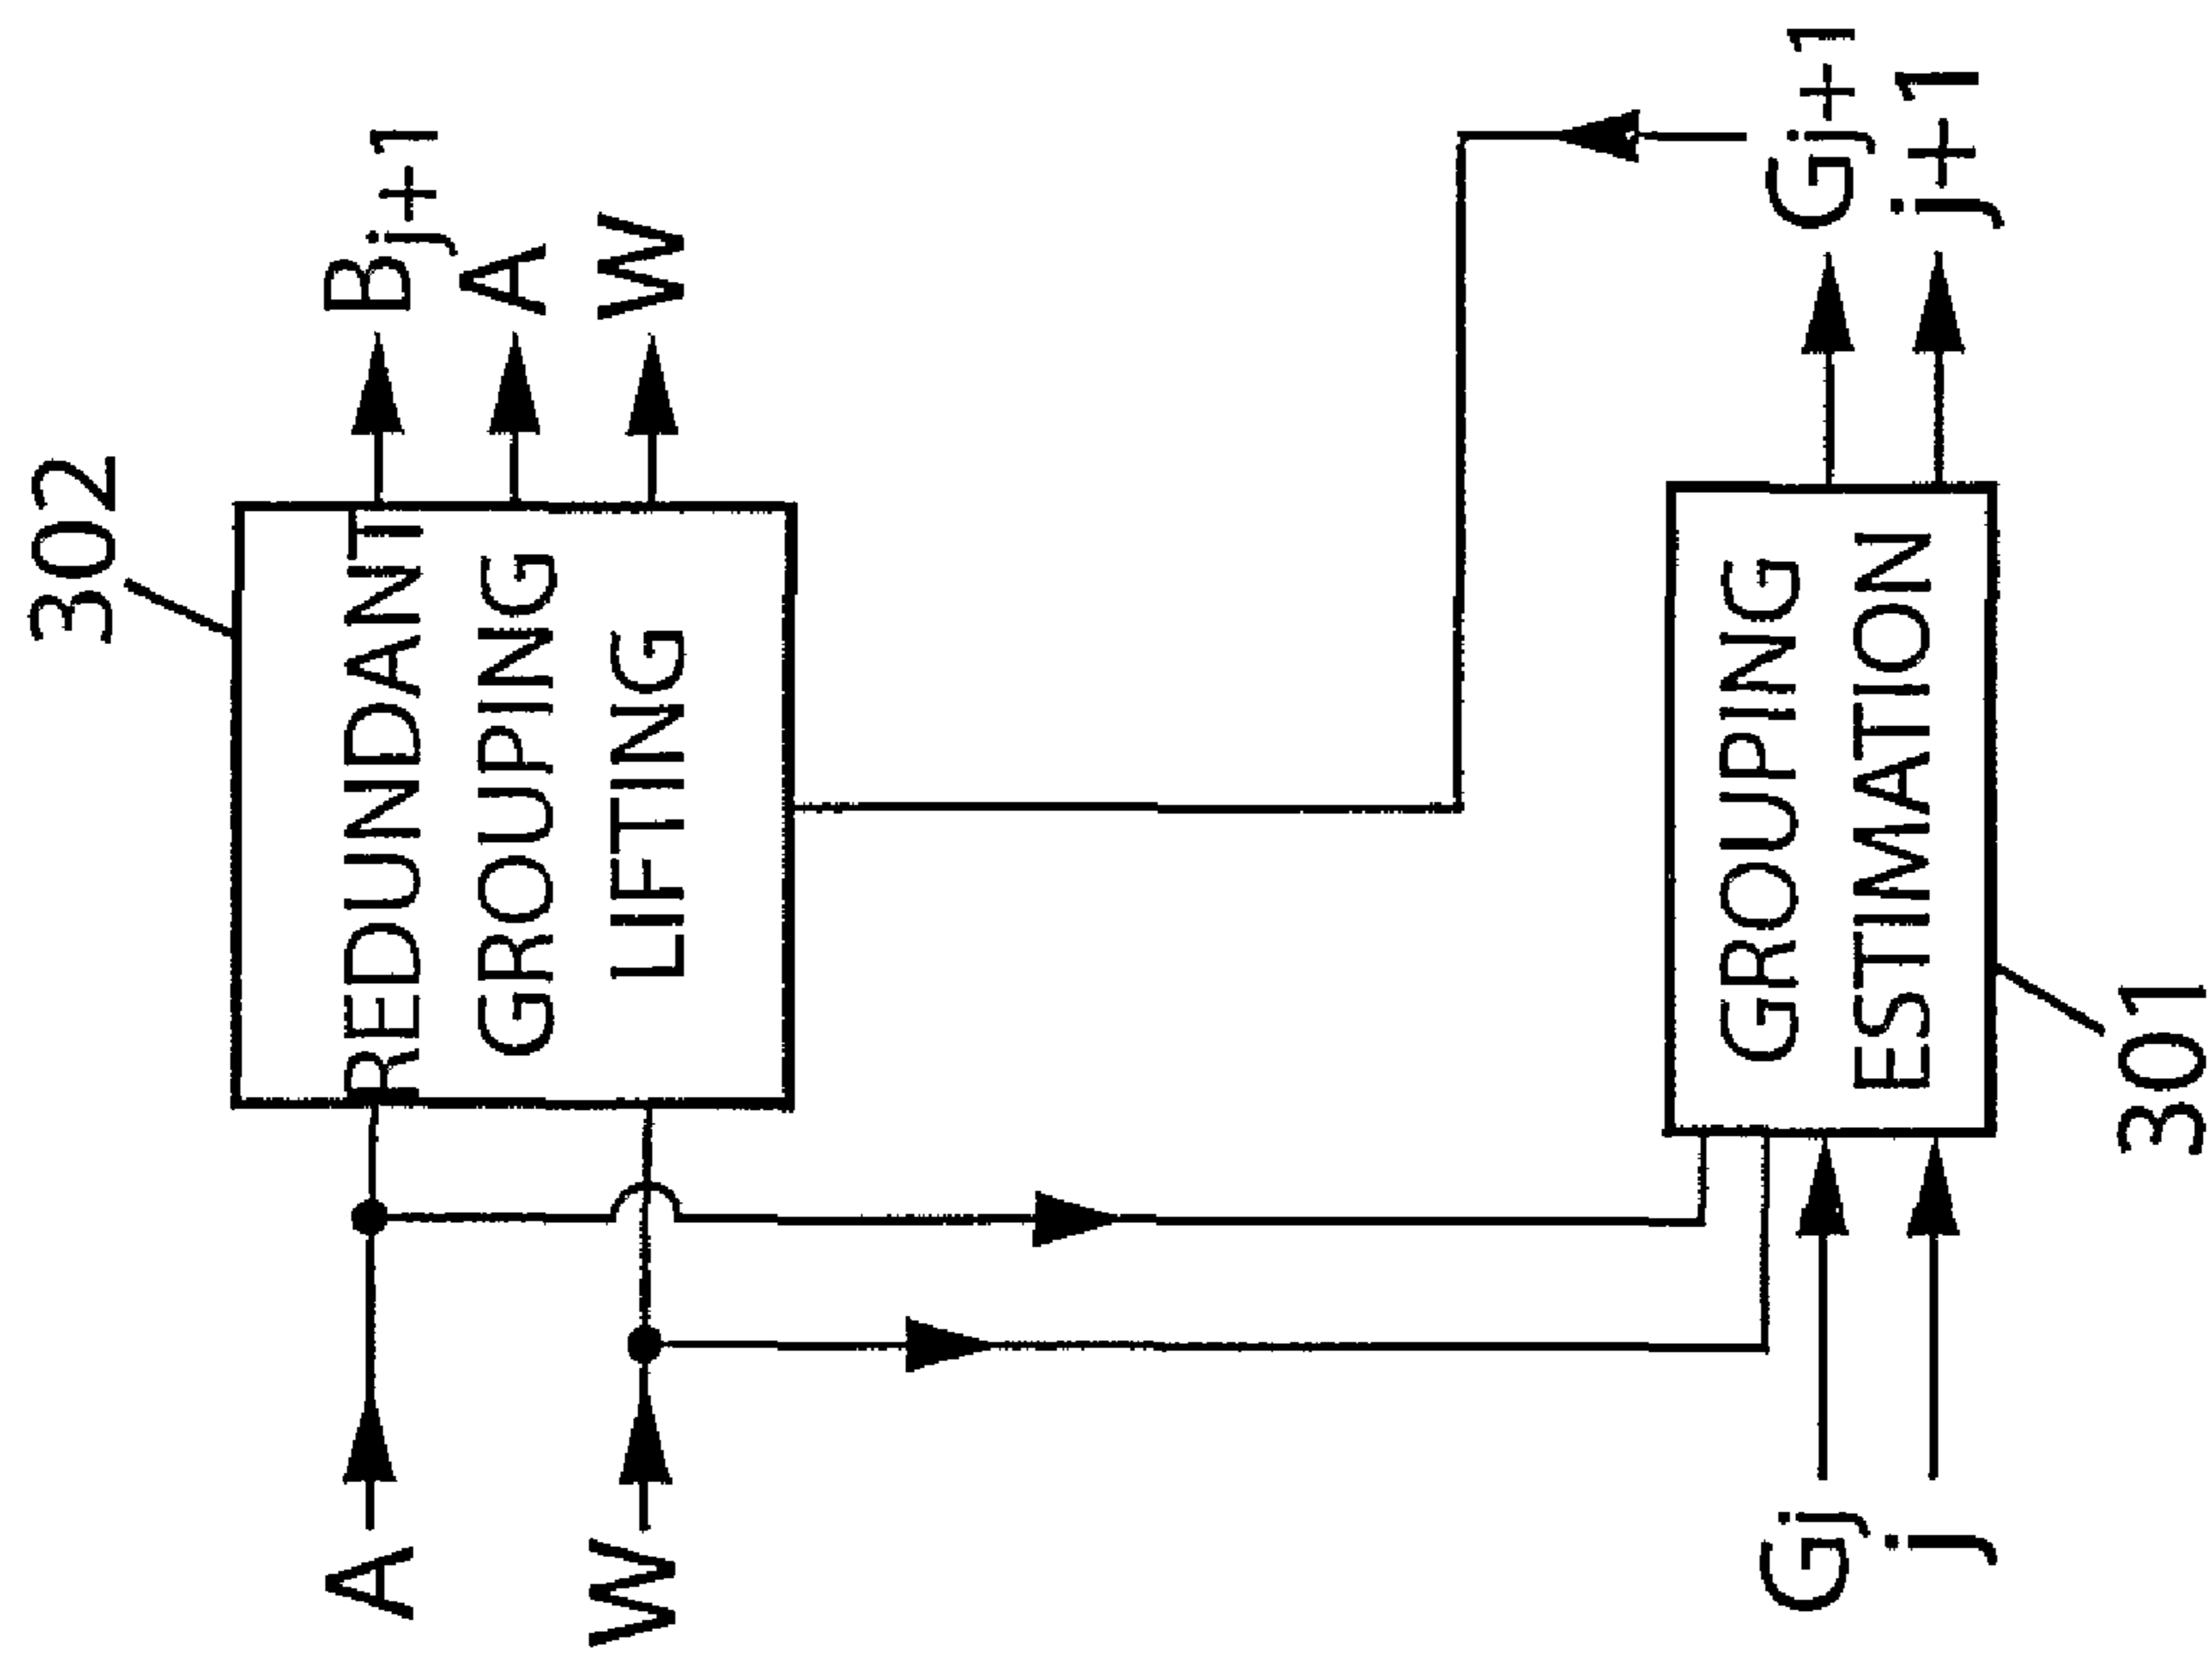 302
A
REDUNDANT
GROUPING
LIFTING
Bj+1
A
W
W
Gj
j
GROUPING
ESTIMATION
Gj+1
j+1
301